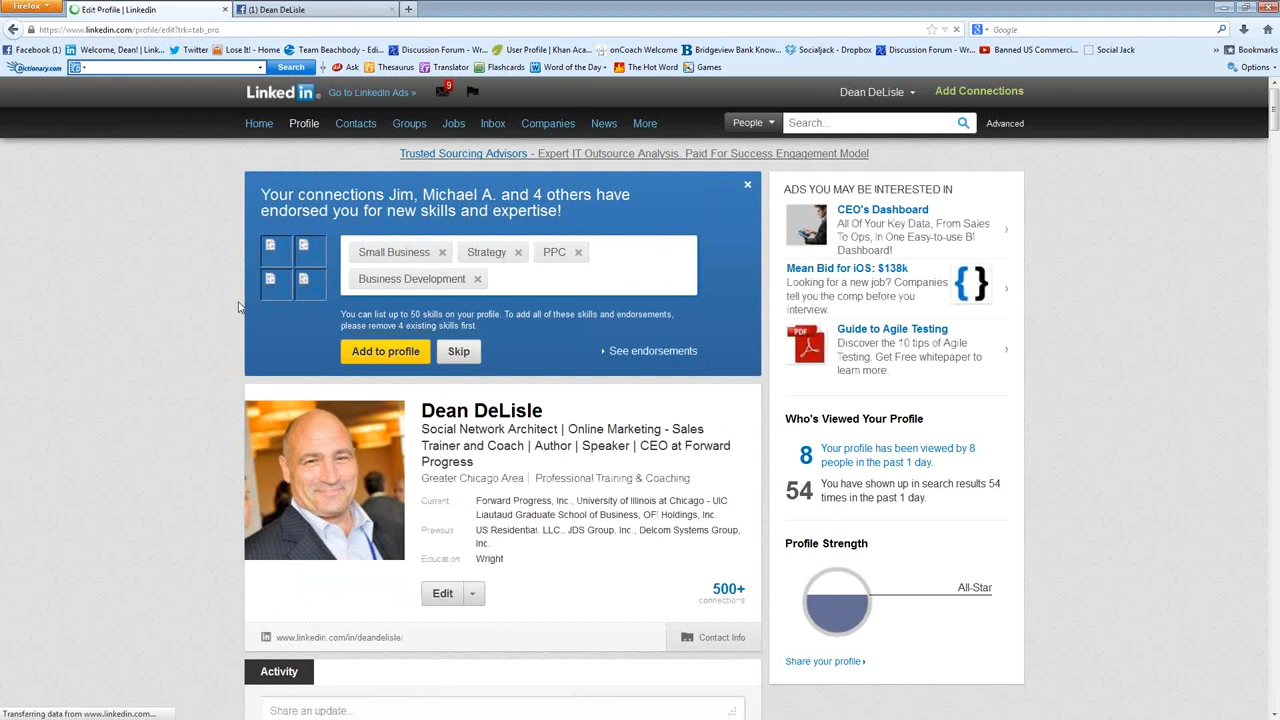 Firefox
Edit Profile | LinkedIn
(1) Dean DeLisle
https://www.linkedin.com/profile/edit?trk=tab_pro
Google
Facebook (1)
Welcome, Dean! | Link...
Twitter
Lose It! - Home
Team Beachbody - Edi...
Discussion Forum - Wr...
User Profile | Khan Aca...
onCoach Welcome
Bridgeview Bank Know...
Socialjack - Dropbox
Discussion Forum - Wr...
Banned US Commerci...
Social Jack
Bookmarks
Dictionary.com
Search
Ask
Thesaurus
Translator
Flashcards
Word of the Day
The Hot Word
Games
Options
Linked in
Go to LinkedIn Ads »
9
Dean DeLisle
Add Connections
Home
Profile
Contacts
Groups
Jobs
Inbox
Companies
News
More
People
Search...
Advanced
Trusted Sourcing Advisors - Expert IT Outsource Analysis. Paid For Success Engagement Model
Your connections Jim, Michael A. and 4 others have
endorsed you for new skills and expertise!
Small Business
Strategy
PPC
Business Development
You can list up to 50 skills on your profile. To add all of these skills and endorsements,
please remove 4 existing skills first.
Add to profile
Skip
See endorsements
Dean DeLisle
Social Network Architect | Online Marketing - Sales
Trainer and Coach | Author | Speaker | CEO at Forward
Progress
Greater Chicago Area
Professional Training & Coaching
Current
Forward Progress, Inc., University of Illinois at Chicago - UIC
Liautaud Graduate School of Business, OF! Holdings, Inc.
Previous
US Residential, LLC., JDS Group, Inc., Delcom Systems Group,
Inc.
Education
Wright
Edit
500+
connections
www.linkedin.com/in/deandelisle/
Contact Info
Activity
Share an update...
ADS YOU MAY BE INTERESTED IN
CEO's Dashboard
All Of Your Key Data, From Sales
To Ops, in One Easy-to-use BI
Dashboard!
Mean Bid for iOS: $138k
Looking for a new job? Companies
tell you the comp before you
interview.
{}
PDF
Guide to Agile Testing
Discover the 10 tips of Agile
Testing. Get Free whitepaper to
learn more.
Who's Viewed Your Profile
8
Your profile has been viewed by 8
people in the past 1 day.
54
You have shown up in search results 54
times in the past 1 day.
Profile Strength
All-Star
Share your profile
Transferring data from www.linkedin.com...